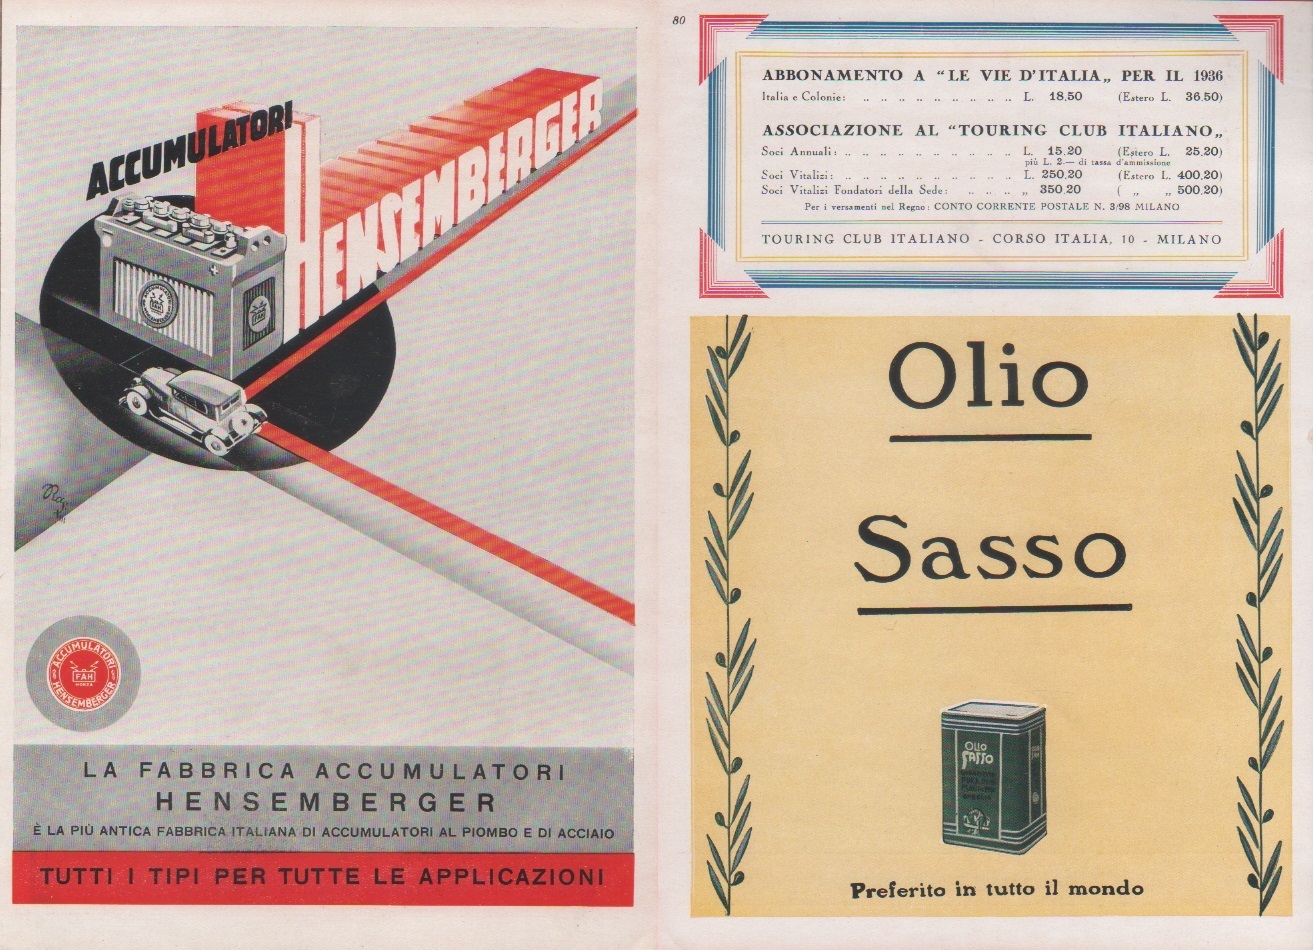 ACCUMULATORI
HENSEMBERGER
ACCUMULATORI
FAH
MONZA
HENSEMBERGER
LA FABBRICA ACCUMULATORI
HENSEMBERGER
È LA PIÙ ANTICA FABBRICA ITALIANA DI ACCUMULATORI AL PIOMBO E DI ACCIAIO
TUTTI I TIPI PER TUTTE LE APPLICAZIONI
80
ABBONAMENTO A “LE VIE D'ITALIA„ PER IL 1936
Italia e Colonie: .. .. .. .. .. .. .. .. .. L. 18,50 (Estero L. 36.50)
ASSOCIAZIONE AL “TOURING CLUB ITALIANO„
Soci Annuali: .. .. .. .. .. .. .. .. .. .. L. 15.20 (Estero L. 25,20)
più L. 2.— di tassa d'ammissione
Soci Vitalizi: .. .. .. .. .. .. .. .. .. .. L. 250,20 (Estero L. 400,20)
Soci Vitalizi Fondatori della Sede: .. .. .. „ 350,20 ( „ „ 500,20)
Per i versamenti nel Regno: CONTO CORRENTE POSTALE N. 3/98 MILANO
TOURING CLUB ITALIANO - CORSO ITALIA, 10 - MILANO
Olio
Sasso
OLIO
SASSO
Preferito in tutto il mondo